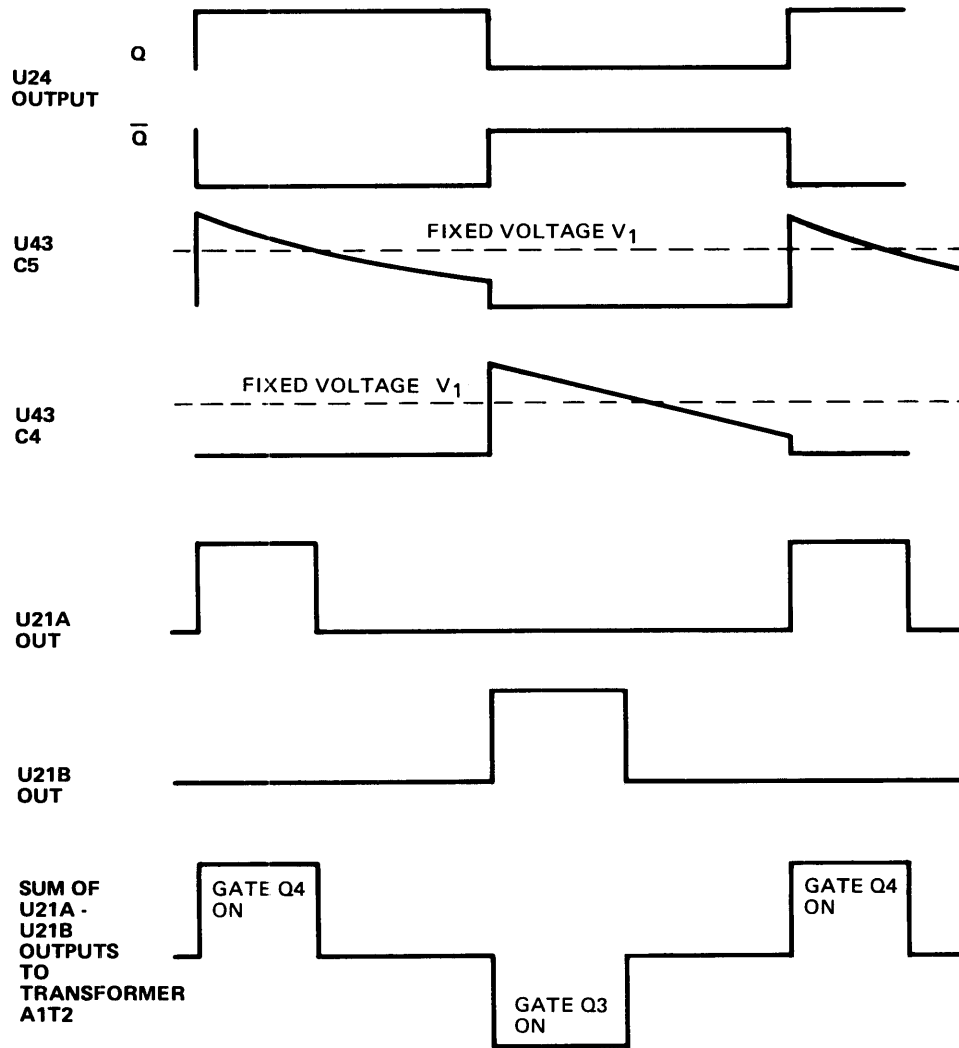 Q
U24
OUTPUT
Q̅
FIXED VOLTAGE V1
U43
C5
FIXED VOLTAGE V1
U43
C4
U21A
OUT
U21B
OUT
SUM OF
U21A -
U21B
OUTPUTS
TO
TRANSFORMER
A1T2
GATE Q4
ON
GATE Q3
ON
GATE Q4
ON